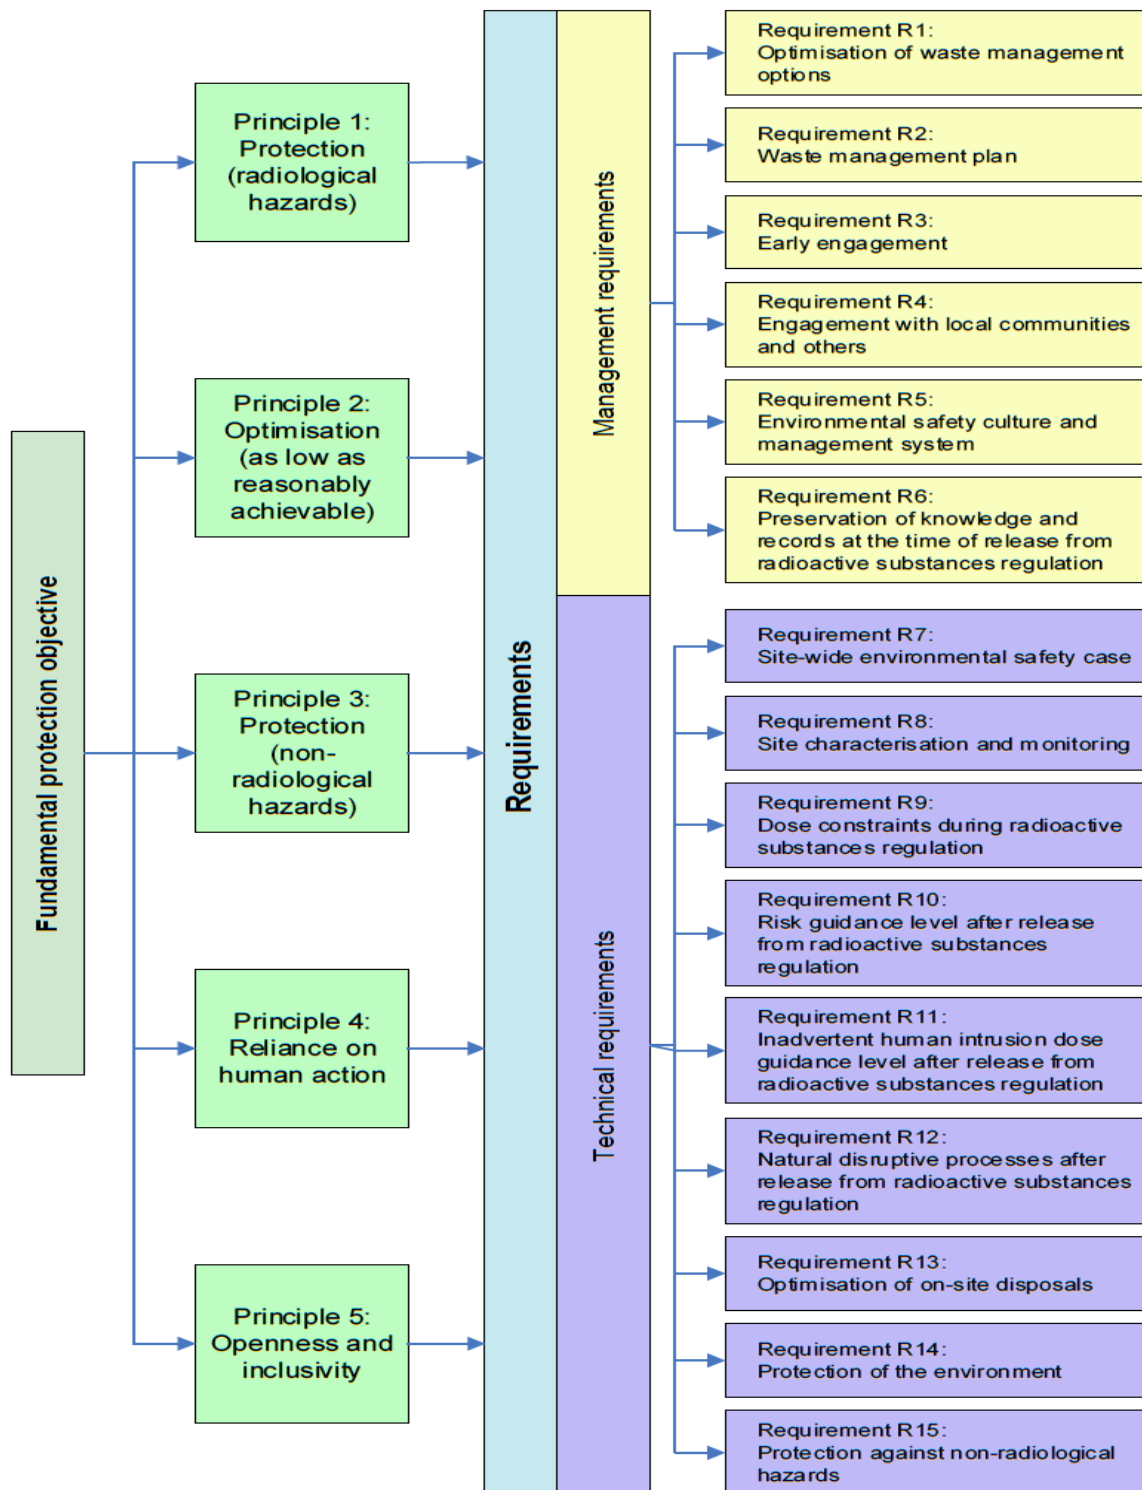 Fundamental protection objective
Principle 1:
Protection
(radiological
hazards)
Principle 2:
Optimisation
(as low as
reasonably
achievable)
Principle 3:
Protection
(non-
radiological
hazards)
Principle 4:
Reliance on
human action
Principle 5:
Openness and
inclusivity
Requirements
Management requirements
Technical requirements
Requirement R1:
Optimisation of waste management
options
Requirement R2:
Waste management plan
Requirement R3:
Early engagement
Requirement R4:
Engagement with local communities
and others
Requirement R5:
Environmental safety culture and
management system
Requirement R6:
Preservation of knowledge and
records at the time of release from
radioactive substances regulation
Requirement R7:
Site-wide environmental safety case
Requirement R8:
Site characterisation and monitoring
Requirement R9:
Dose constraints during radioactive
substances regulation
Requirement R10:
Risk guidance level after release
from radioactive substances
regulation
Requirement R11:
Inadvertent human intrusion dose
guidance level after release from
radioactive substances regulation
Requirement R12:
Natural disruptive processes after
release from radioactive substances
regulation
Requirement R13:
Optimisation of on-site disposals
Requirement R14:
Protection of the environment
Requirement R15:
Protection against non-radiological
hazards